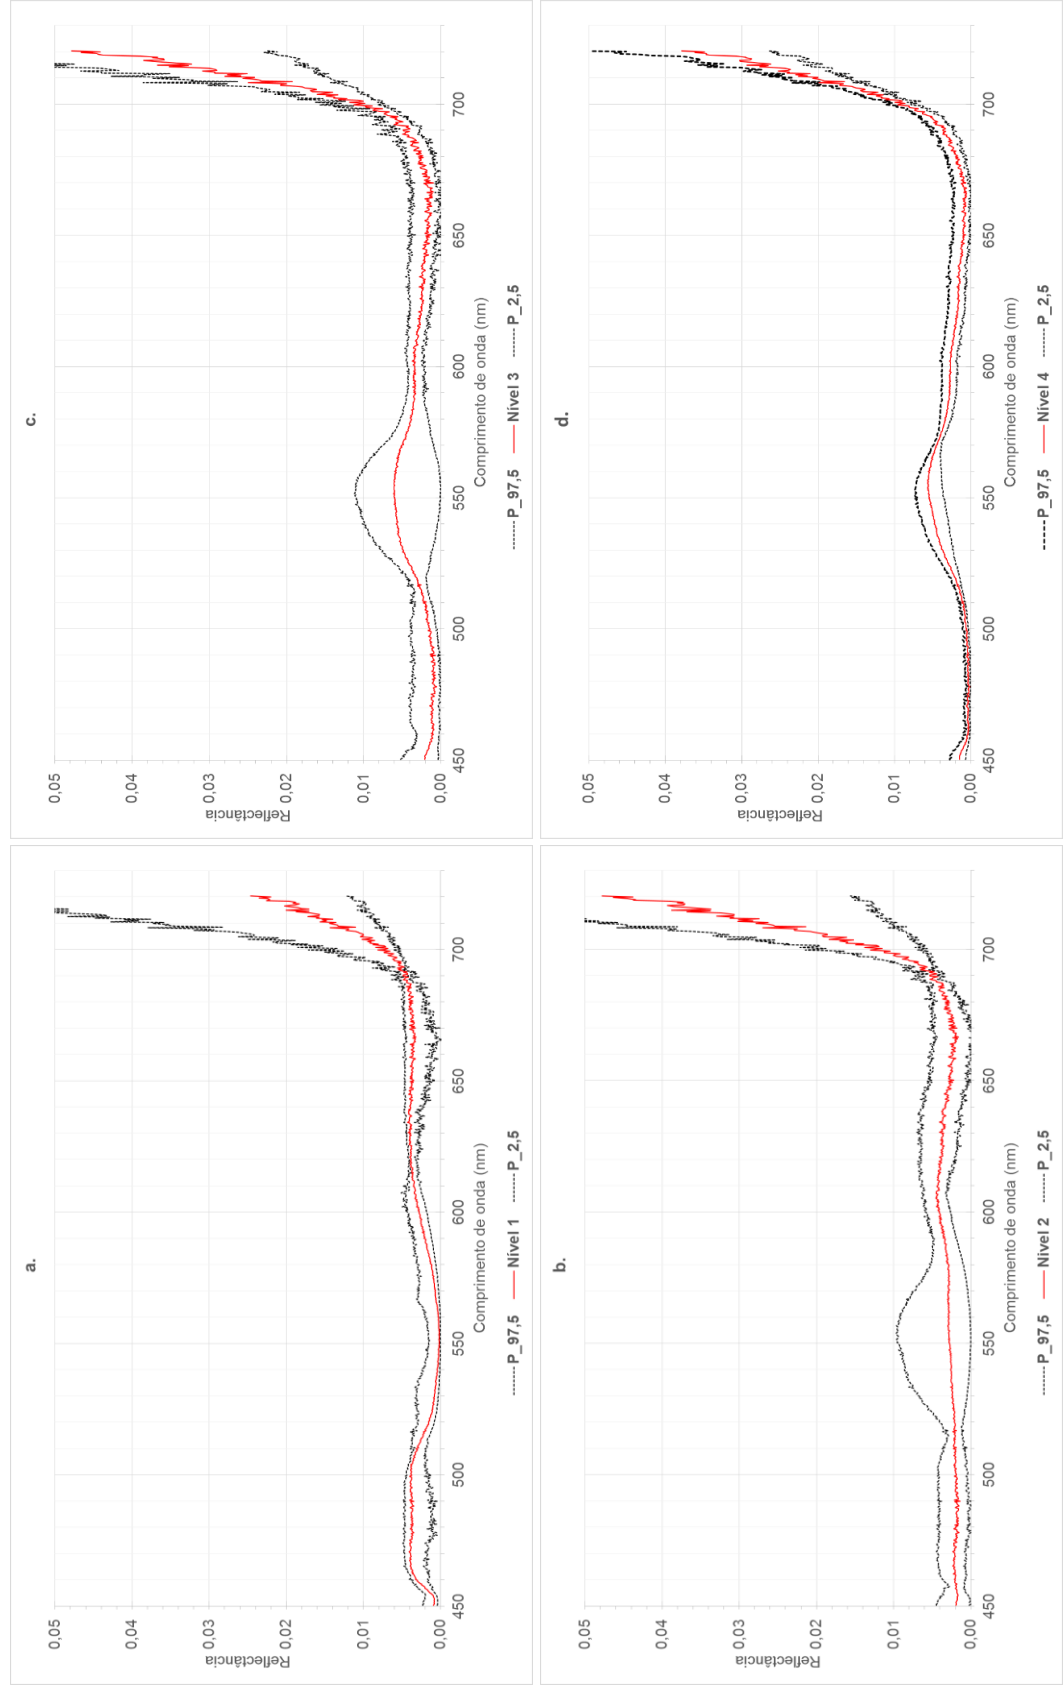 a.
Reflectância
0,05
0,04
0,03
0,02
0,01
0,00
450 500 550 600 650 700
Comprimento de onda (nm)
P_97,5 Nivel 1 P_2,5
b.
Reflectância
0,05
0,04
0,03
0,02
0,01
0,00
450 500 550 600 650 700
Comprimento de onda (nm)
P_97,5 Nivel 2 P_2,5
c.
Reflectância
0,05
0,04
0,03
0,02
0,01
0,00
450 500 550 600 650 700
Comprimento de onda (nm)
P_97,5 Nivel 3 P_2,5
d.
Reflectância
0,05
0,04
0,03
0,02
0,01
0,00
450 500 550 600 650 700
Comprimento de onda (nm)
P_97,5 Nivel 4 P_2,5